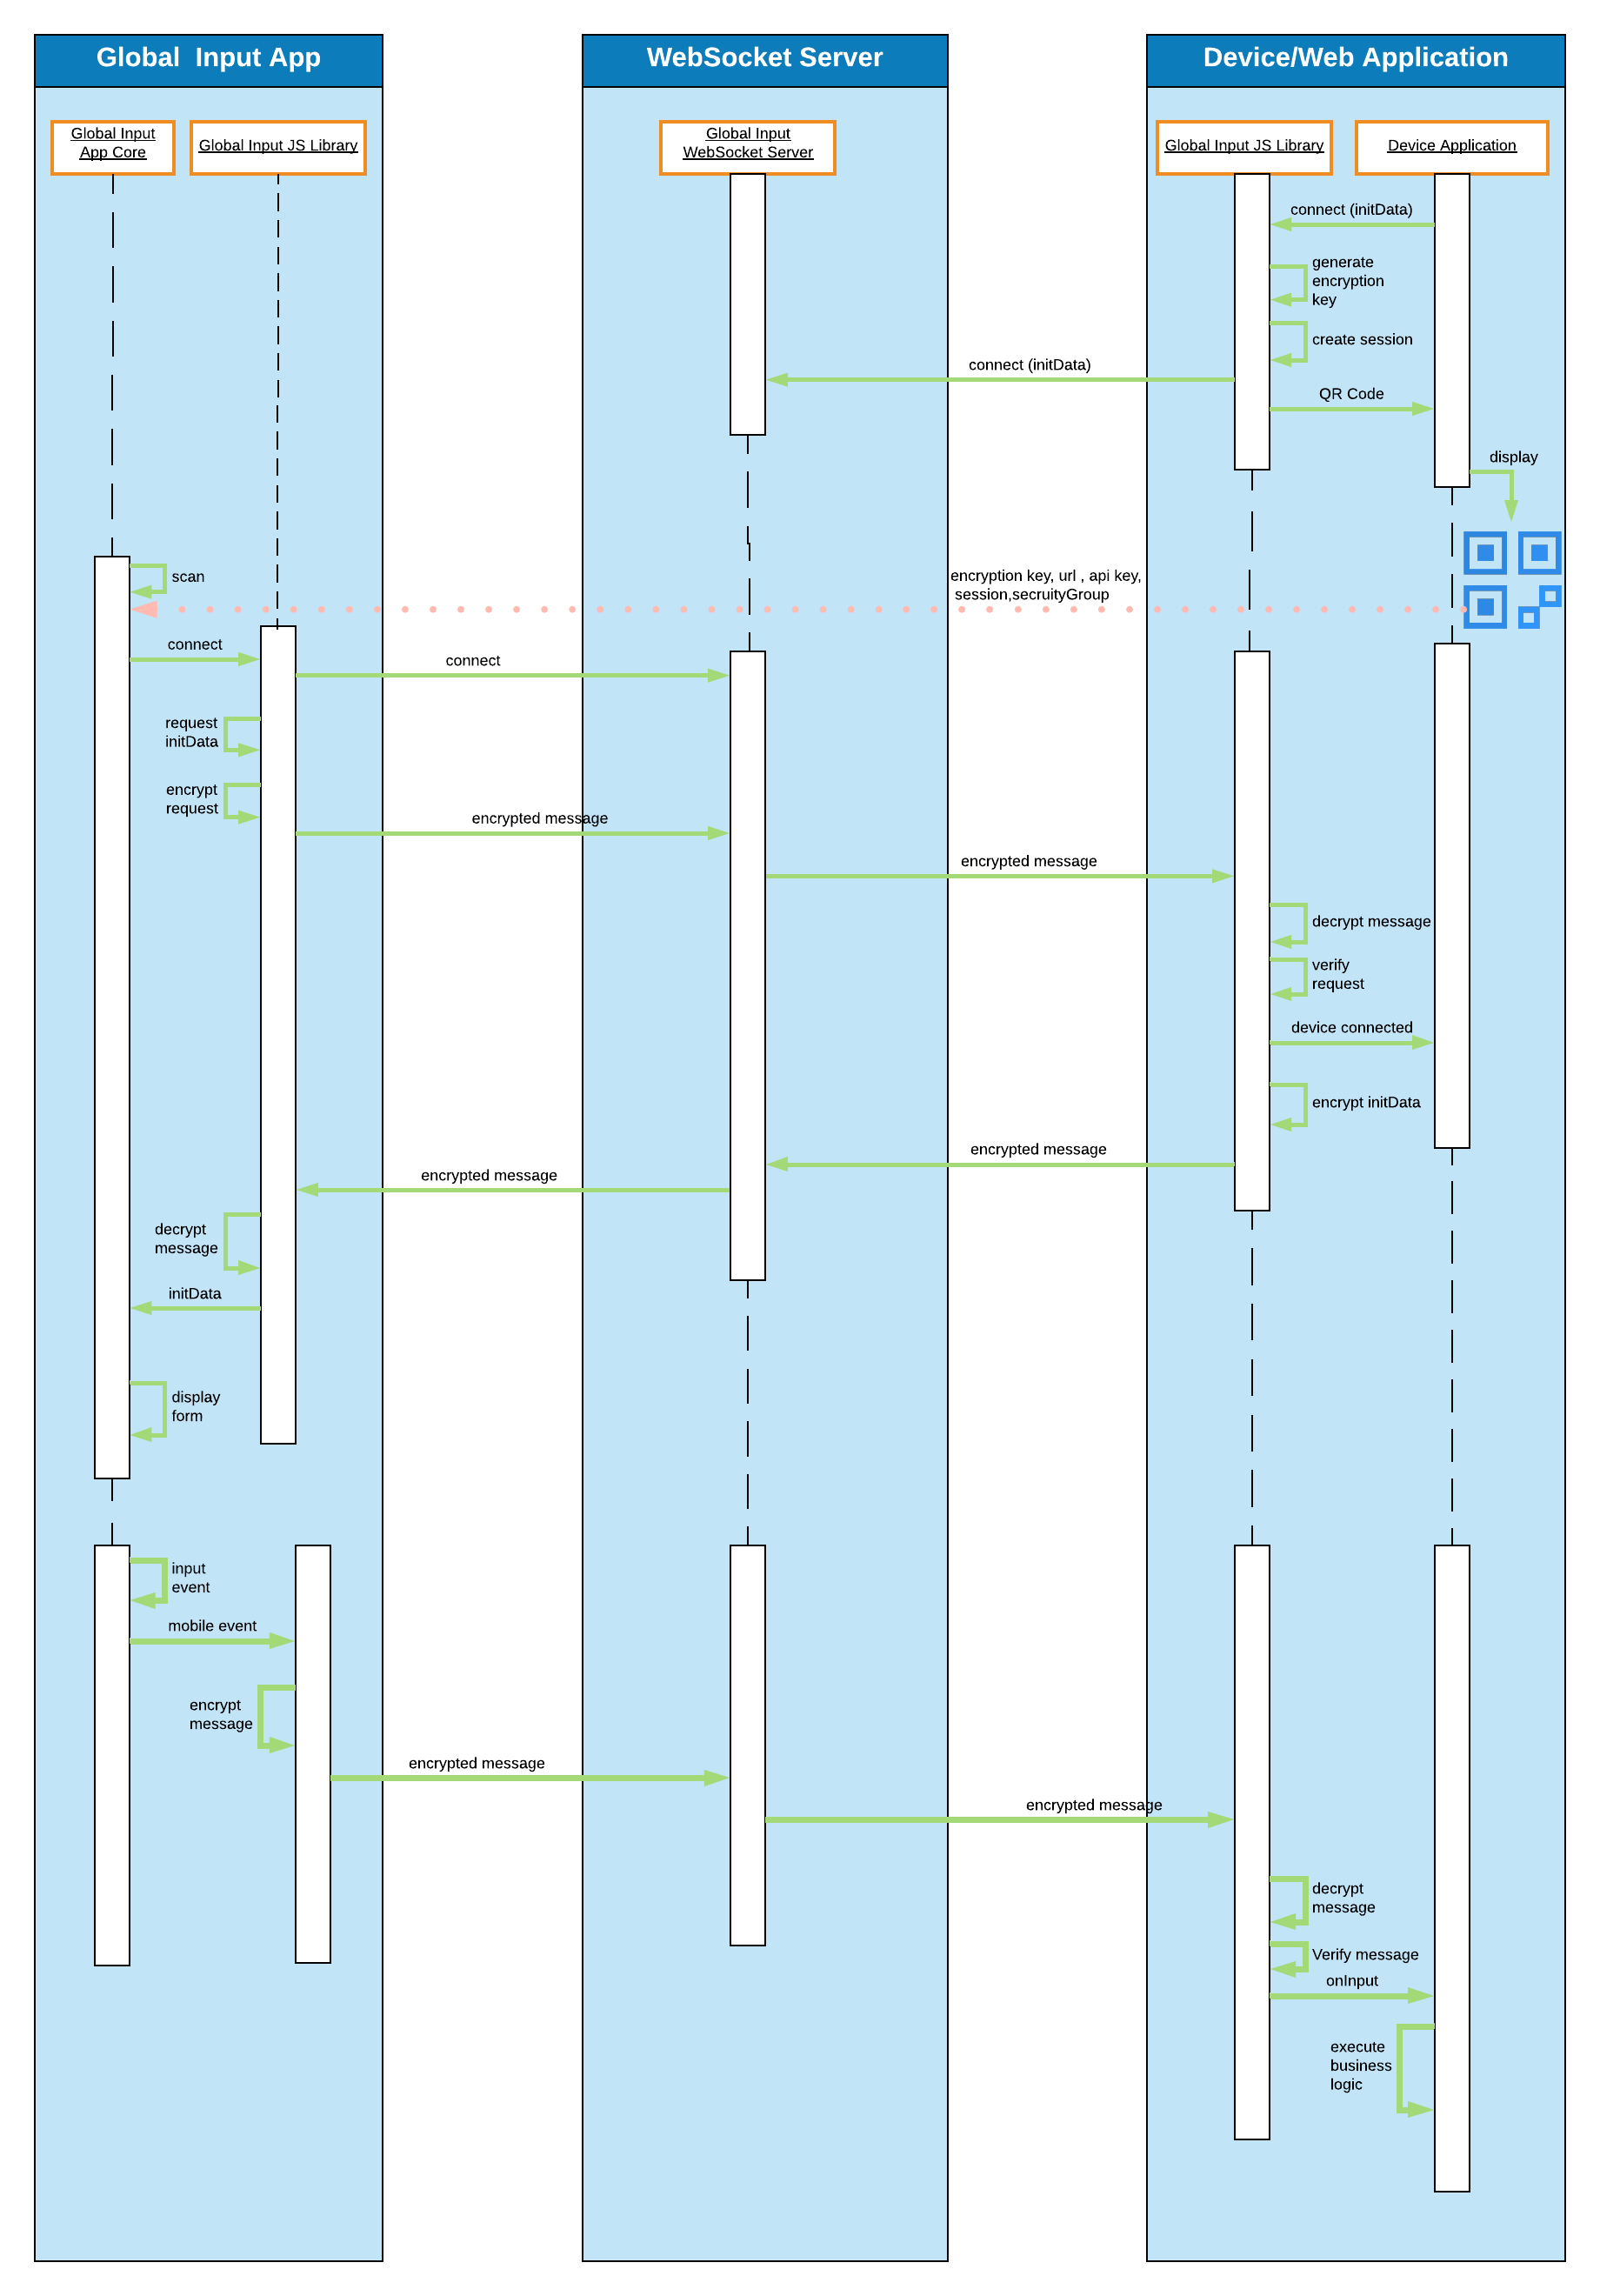 Global  Input App
WebSocket Server
Device/Web Application
Global Input
App Core
Global Input JS Library
Global Input
WebSocket Server
Global Input JS Library
Device Application
connect (initData)
generate
encryption
key
create session
connect (initData)
QR Code
display
scan
encryption key, url , api key,
session,secruityGroup
connect
connect
request
initData
encrypt
request
encrypted message
encrypted message
decrypt message
verify
request
device connected
encrypt initData
encrypted message
encrypted message
decrypt
message
initData
display
form
input
event
mobile event
encrypt
message
encrypted message
encrypted message
decrypt
message
Verify message
onInput
execute
business
logic